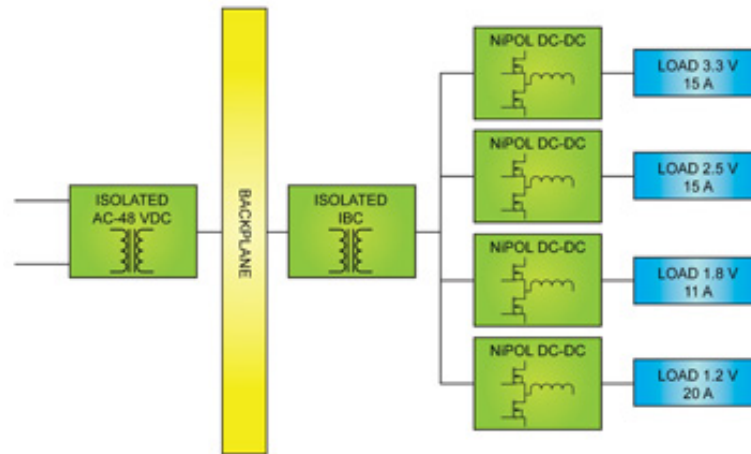 ISOLATED
AC-48 VDC
BACKPLANE
ISOLATED
IBC
NiPOL DC-DC
LOAD 3.3 V
15 A
NiPOL DC-DC
LOAD 2.5 V
15 A
NiPOL DC-DC
LOAD 1.8 V
11 A
NiPOL DC-DC
LOAD 1.2 V
20 A